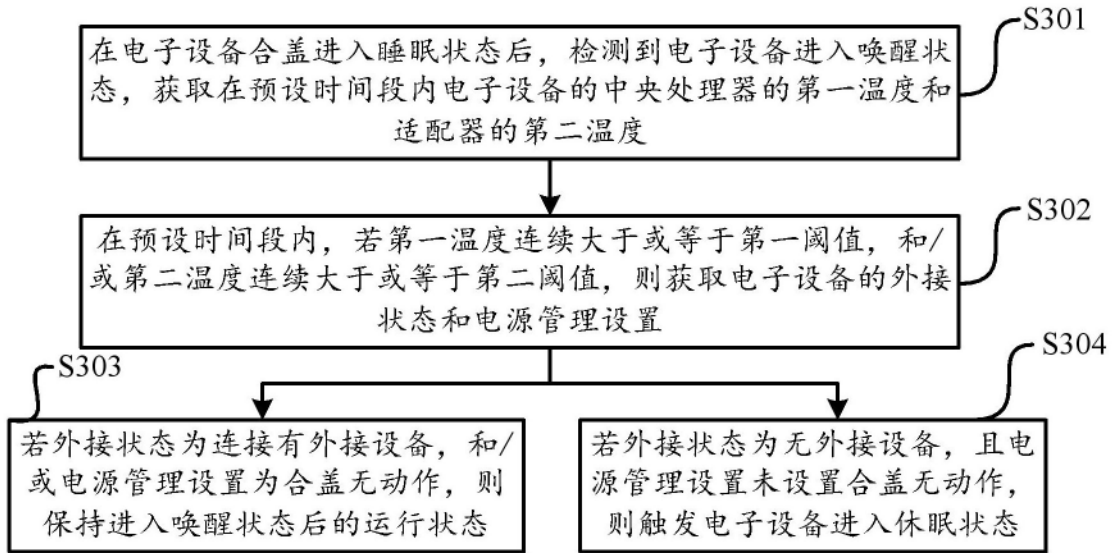 S301
在电子设备合盖进入睡眠状态后，检测到电子设备进入唤醒状
态，获取在预设时间段内电子设备的中央处理器的第一温度和
适配器的第二温度
S302
在预设时间段内，若第一温度连续大于或等于第一阈值，和/
或第二温度连续大于或等于第二阈值，则获取电子设备的外接
状态和电源管理设置
S303
若外接状态为连接有外接设备，和/
或电源管理设置为合盖无动作，则
保持进入唤醒状态后的运行状态
S304
若外接状态为无外接设备，且电
源管理设置未设置合盖无动作，
则触发电子设备进入休眠状态